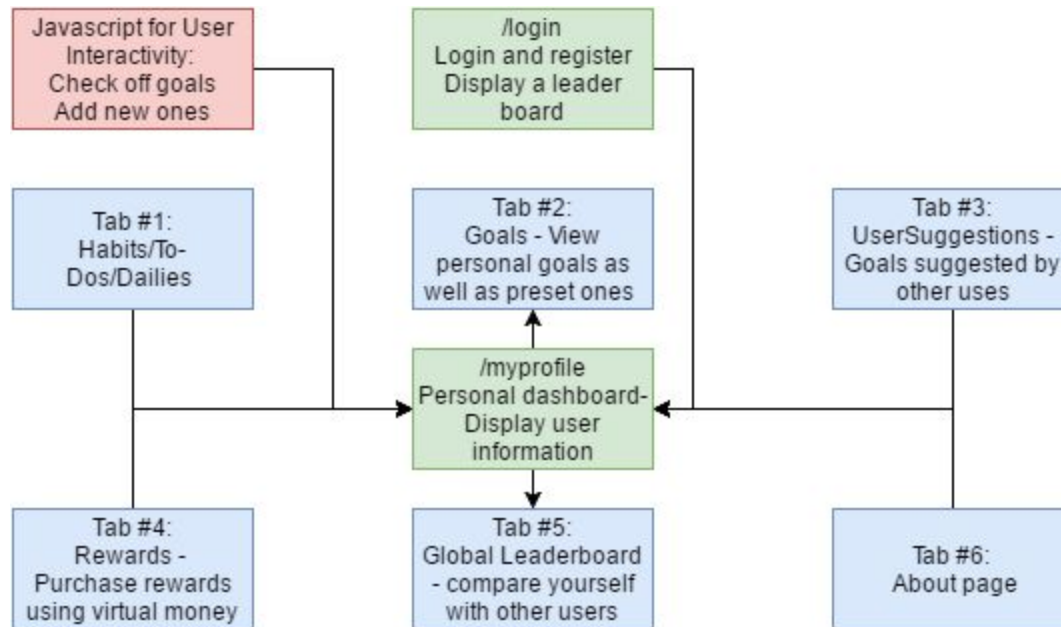 Javascript for User
Interactivity:
Check off goals
Add new ones
/login
Login and register
Display a leader
board
Tab #1:
Habits/To-
Dos/Dailies
Tab #2:
Goals - View
personal goals as
well as preset ones
Tab #3:
UserSuggestions -
Goals suggested by
other uses
/myprofile
Personal dashboard-
Display user
information
Tab #4:
Rewards -
Purchase rewards
using virtual money
Tab #5:
Global Leaderboard
- compare yourself
with other users
Tab #6:
About page